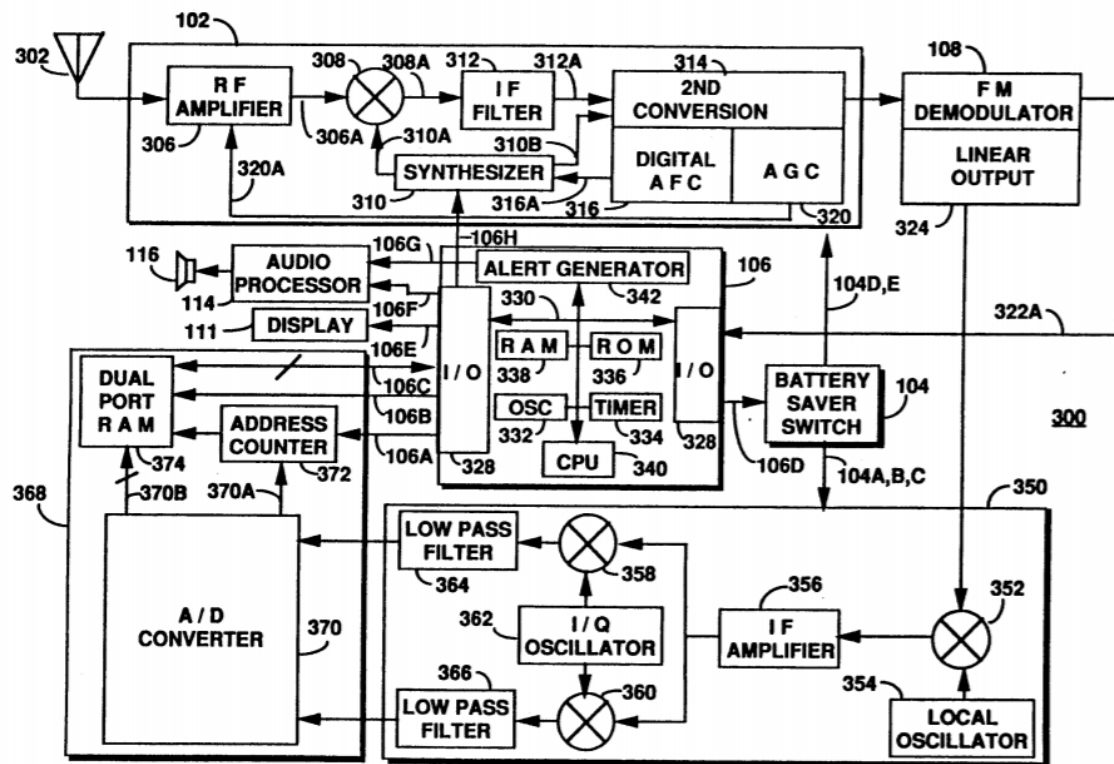 102
302
308
308A
312
312A
314
108
R F
AMPLIFIER
I F
FILTER
2ND
CONVERSION
F M
DEMODULATOR
306
306A
310A
310B
320A
SYNTHESIZER
310
316A
316
DIGITAL
A F C
A G C
320
LINEAR
OUTPUT
324
106H
106G
116
AUDIO
PROCESSOR
ALERT GENERATOR
106
114
106F
342
104D,E
330
322A
111
DISPLAY
106E
I / O
R A M
R O M
I / O
338
336
DUAL
PORT
R A M
106C
BATTERY
SAVER
SWITCH
104
106B
OSC
TIMER
300
ADDRESS
COUNTER
332
334
328
374
372
106A
328
CPU
340
106D
104A,B,C
370B
370A
368
350
LOW PASS
FILTER
358
364
356
352
362
I / Q
OSCILLATOR
I F
AMPLIFIER
A / D
CONVERTER
370
366
360
354
LOW PASS
FILTER
LOCAL
OSCILLATOR